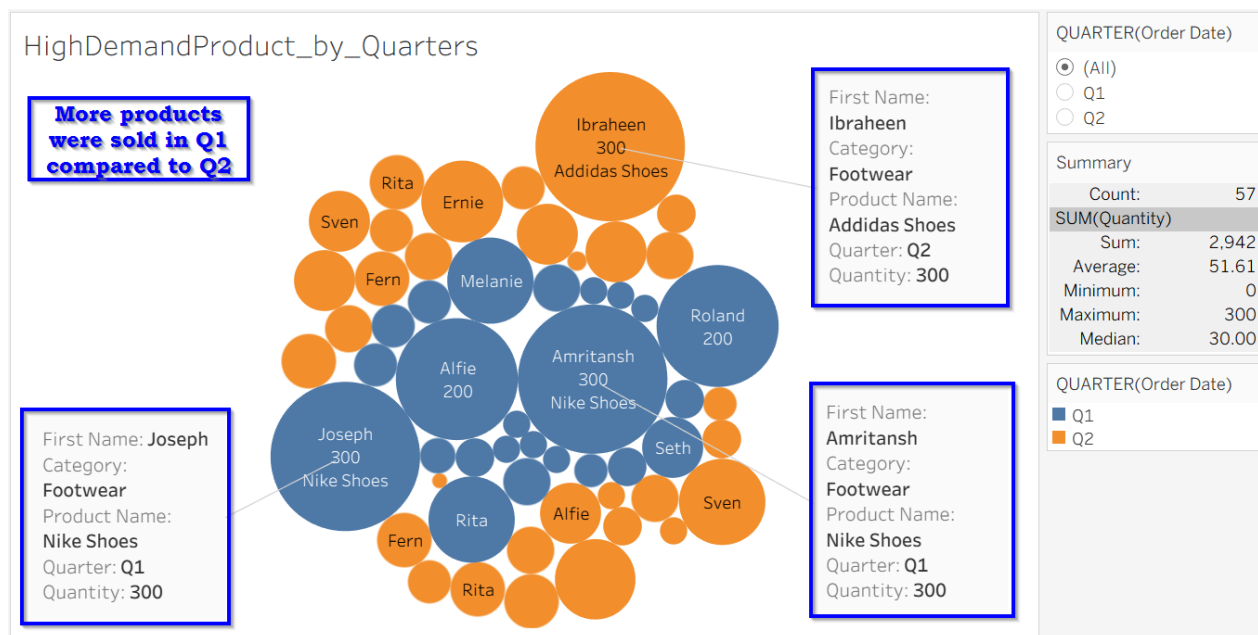 HighDemandProduct_by_Quarters
More products
were sold in Q1
compared to Q2
Ibraheen
300
Addidas Shoes
Rita
Ernie
Sven
Fern
Melanie
Roland
200
Alfie
200
Amritansh
300
Nike Shoes
Joseph
300
Nike Shoes
Seth
Rita
Alfie
Sven
Fern
Rita
First Name:
Ibraheen
Category:
Footwear
Product Name:
Addidas Shoes
Quarter: Q2
Quantity: 300
First Name: Joseph
Category:
Footwear
Product Name:
Nike Shoes
Quarter: Q1
Quantity: 300
First Name:
Amritansh
Category:
Footwear
Product Name:
Nike Shoes
Quarter: Q1
Quantity: 300
QUARTER(Order Date)
(All)
Q1
Q2
Summary
Count: 57
SUM(Quantity)
Sum: 2,942
Average: 51.61
Minimum: 0
Maximum: 300
Median: 30.00
QUARTER(Order Date)
Q1
Q2